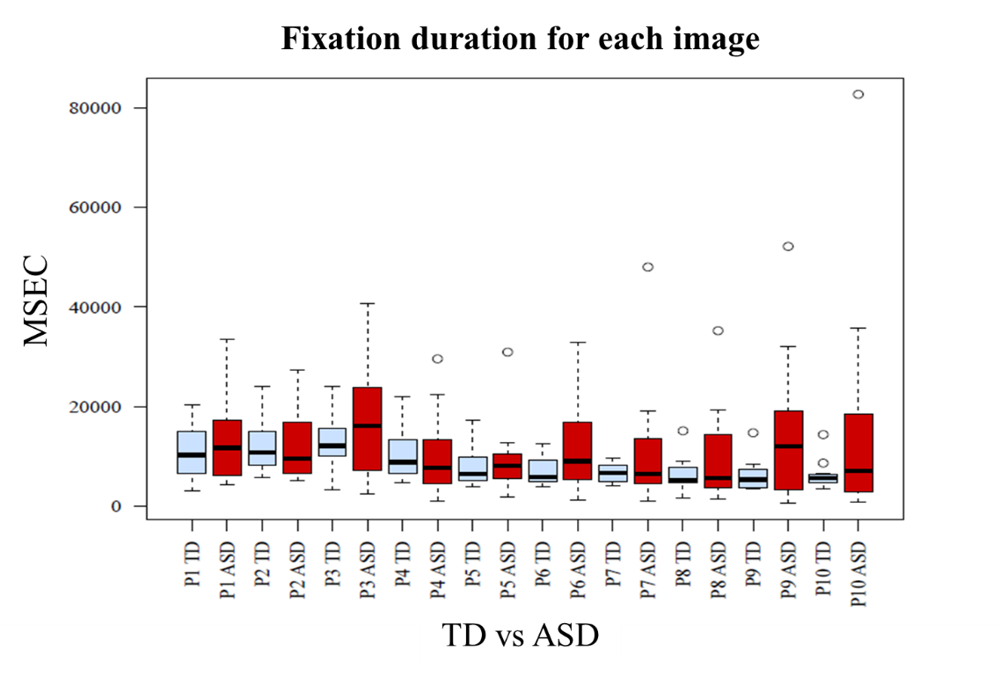 Fixation duration for each image
MSEC
80000
60000
40000
20000
0
P1 TD
P1 ASD
P2 TD
P2 ASD
P3 TD
P3 ASD
P4 TD
P4 ASD
P5 TD
P5 ASD
P6 TD
P6 ASD
P7 TD
P7 ASD
P8 TD
P8 ASD
P9 TD
P9 ASD
P10 TD
P10 ASD
TD vs ASD